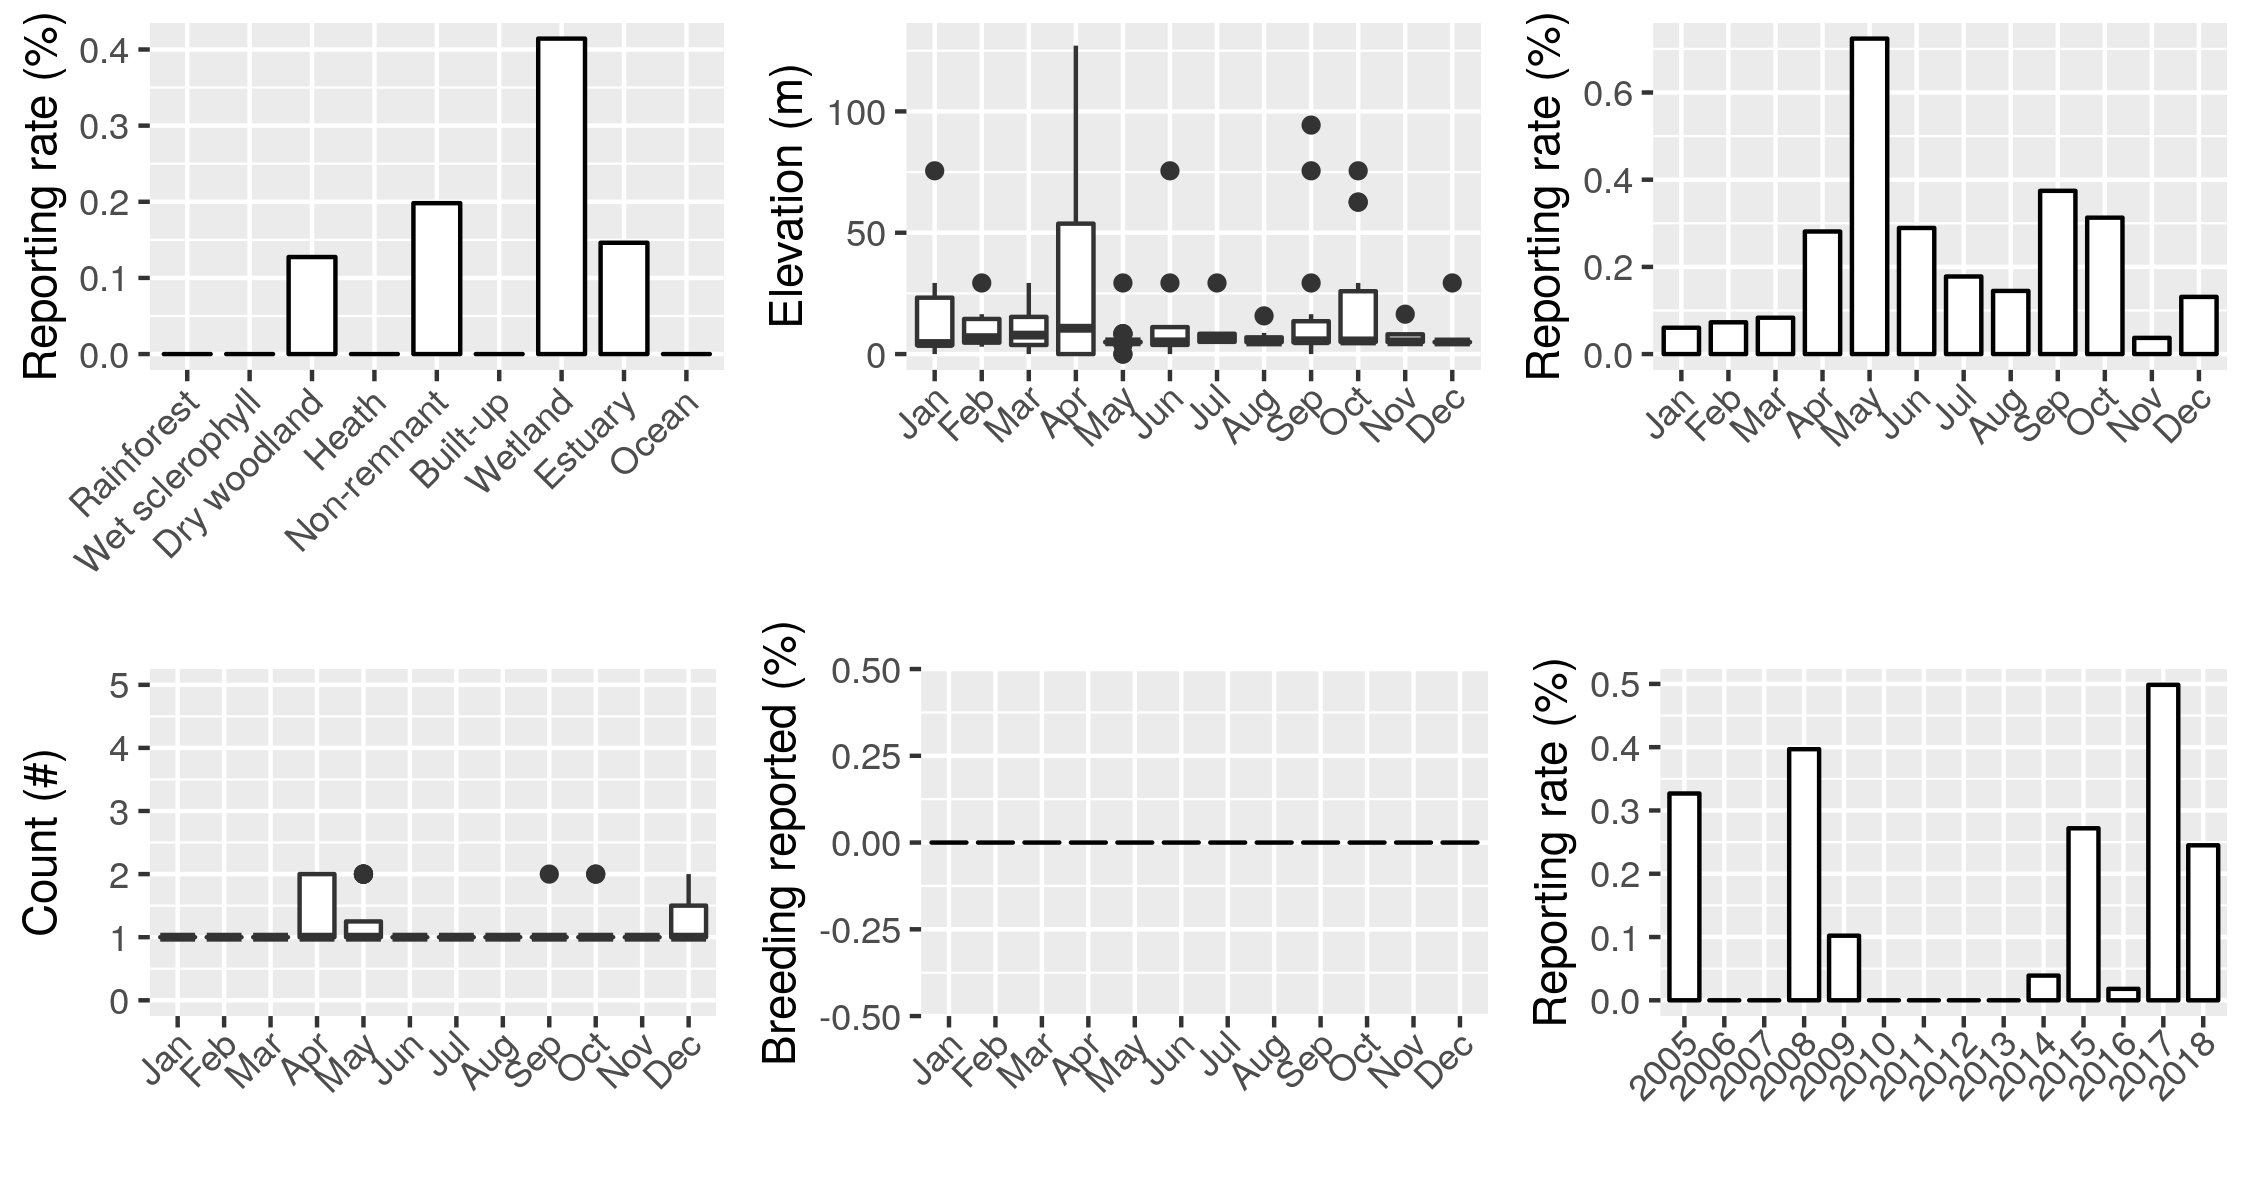 Reporting rate (%)
0.4
0.3
0.2
0.1
0.0
Rainforest
Wet sclerophyll
Dry woodland
Heath
Non-remnant
Built-up
Wetland
Estuary
Ocean
Elevation (m)
100
50
0
Jan
Feb
Mar
Apr
May
Jun
Jul
Aug
Sep
Oct
Nov
Dec
Reporting rate (%)
0.6
0.4
0.2
0.0
Jan
Feb
Mar
Apr
May
Jun
Jul
Aug
Sep
Oct
Nov
Dec
Count (#)
5
4
3
2
1
0
Jan
Feb
Mar
Apr
May
Jun
Jul
Aug
Sep
Oct
Nov
Dec
Breeding reported (%)
0.50
0.25
0.00
-0.25
-0.50
Jan
Feb
Mar
Apr
May
Jun
Jul
Aug
Sep
Oct
Nov
Dec
Reporting rate (%)
0.5
0.4
0.3
0.2
0.1
0.0
2005
2006
2007
2008
2009
2010
2011
2012
2013
2014
2015
2016
2017
2018